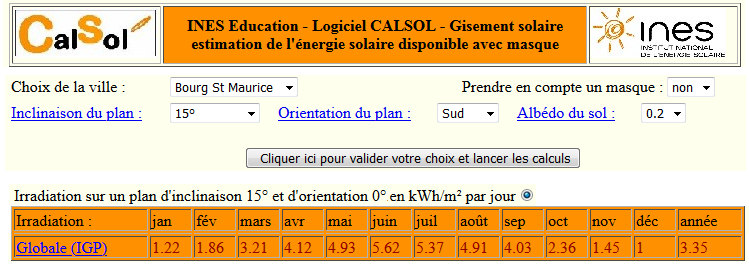 CalSol
INES Education - Logiciel CALSOL - Gisement solaire
estimation de l'énergie solaire disponible avec masque
ines
INSTITUT NATIONAL
DE L'ENERGIE SOLAIRE
Choix de la ville : Bourg St Maurice Prendre en compte un masque : non
Inclinaison du plan : 15° Orientation du plan : Sud Albédo du sol : 0.2
Cliquer ici pour valider votre choix et lancer les calculs
Irradiation sur un plan d'inclinaison 15° et d'orientation 0° en kWh/m² par jour
Irradiation : jan fév mars avr mai juin juil août sep oct nov déc année
Globale (IGP) 1.22 1.86 3.21 4.12 4.93 5.62 5.37 4.91 4.03 2.36 1.45 1 3.35